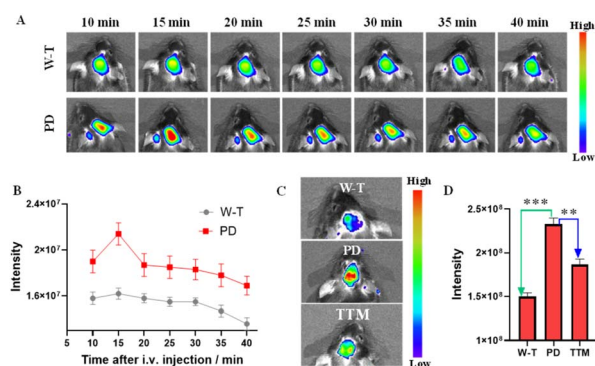 A
10 min 15 min 20 min 25 min 30 min 35 min 40 min
High
W-T
PD
Low
B
2.4×10⁷
2.0×10⁷
1.6×10⁷
Intensity
W-T
PD
5 10 15 20 25 30 35 40
Time after i.v. injection / min
C
High
W-T
PD
TTM
Low
D
*** **
2.5×10⁸
2.0×10⁸
1.5×10⁸
1×10⁸
Intensity
W-T PD TTM